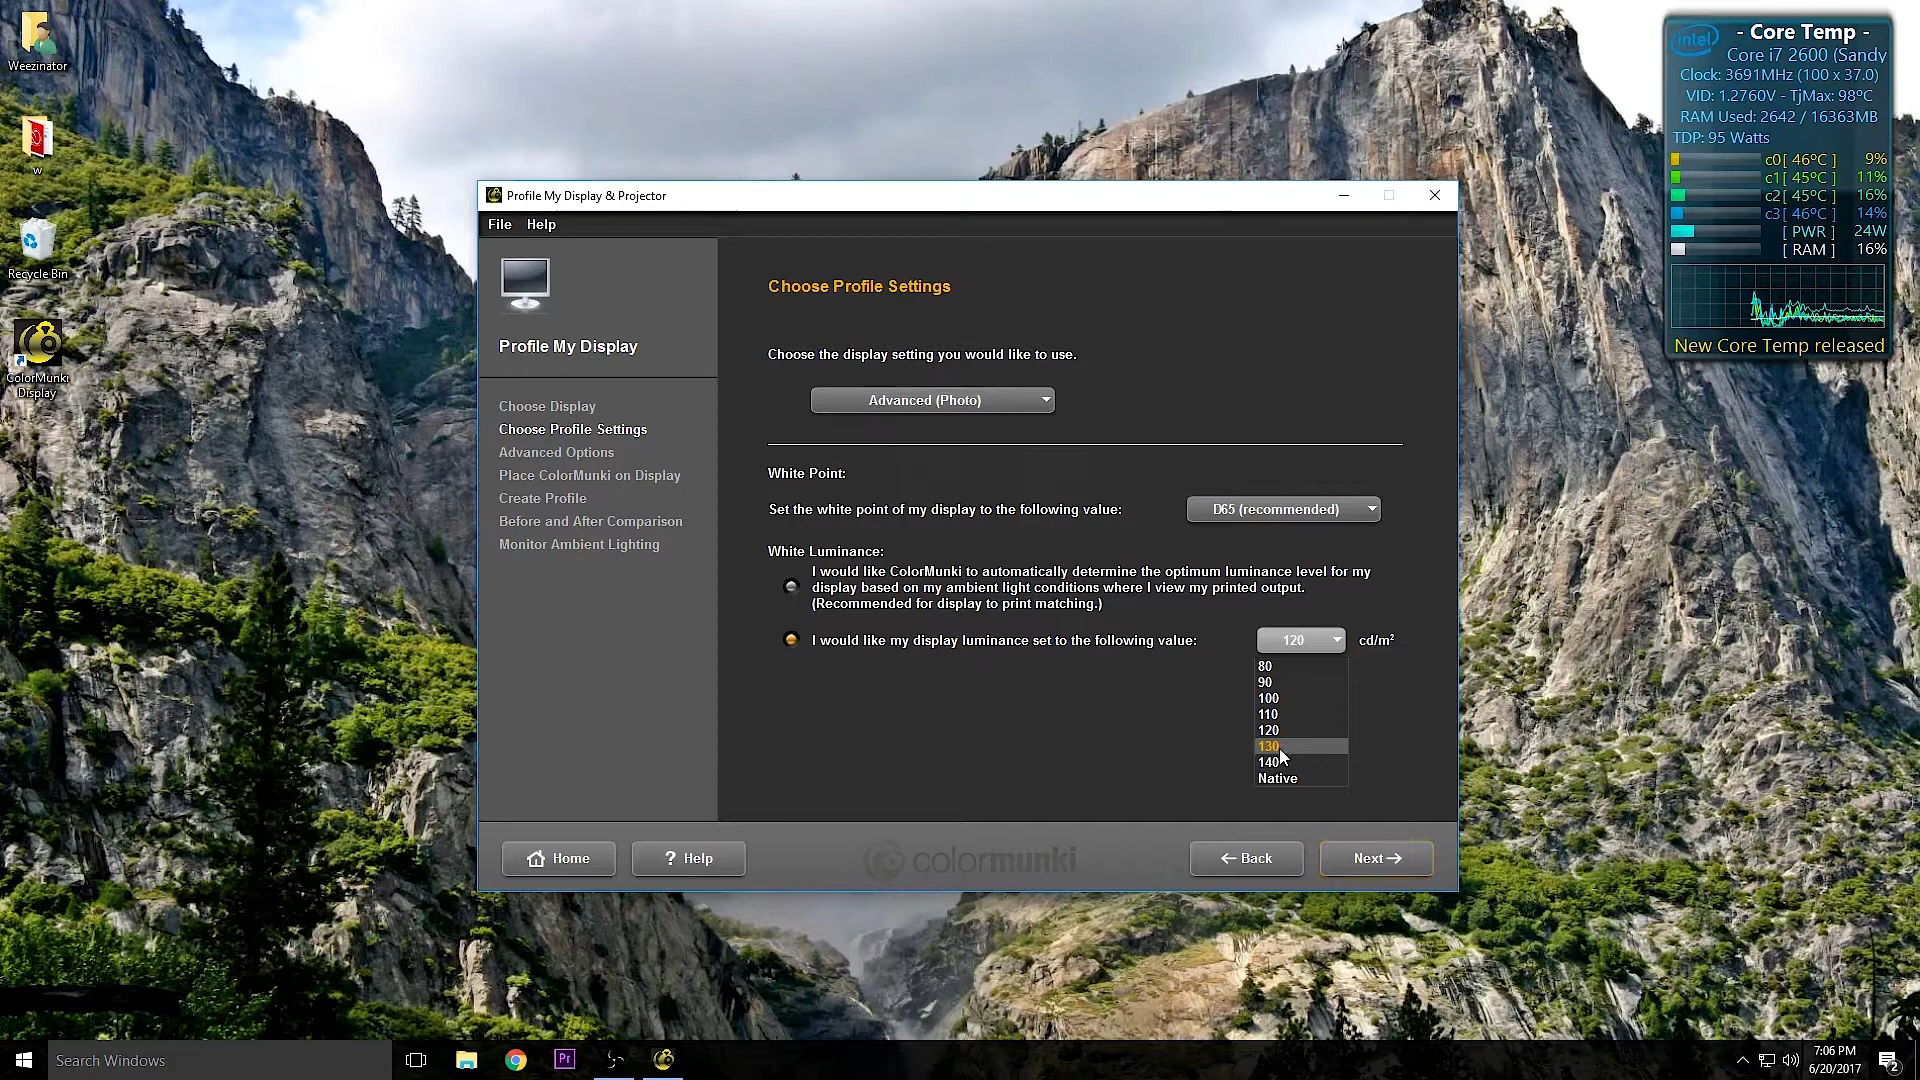 Weezinator
w
Recycle Bin
ColorMunki
Display
Profile My Display & Projector
File Help
Profile My Display
Choose Display
Choose Profile Settings
Advanced Options
Place ColorMunki on Display
Create Profile
Before and After Comparison
Monitor Ambient Lighting
Choose Profile Settings
Choose the display setting you would like to use.
Advanced (Photo)
White Point:
Set the white point of my display to the following value: D65 (recommended)
White Luminance:
I would like ColorMunki to automatically determine the optimum luminance level for my
display based on my ambient light conditions where I view my printed output.
(Recommended for display to print matching.)
I would like my display luminance set to the following value: 120 cd/m²
80
90
100
110
120
130
140
Native
Home ? Help colormunki Back Next
intel
- Core Temp -
Core i7 2600 (Sandy
Clock: 3691MHz (100 x 37.0)
VID: 1.2760V - TjMax: 98ºC
RAM Used: 2642 / 16363MB
TDP: 95 Watts
c0[ 46ºC ] 9%
c1[ 45ºC ] 11%
c2[ 45ºC ] 16%
c3[ 46ºC ] 14%
[ PWR ] 24W
[ RAM ] 16%
New Core Temp released
Search Windows
Pr
7:06 PM
6/20/2017
2